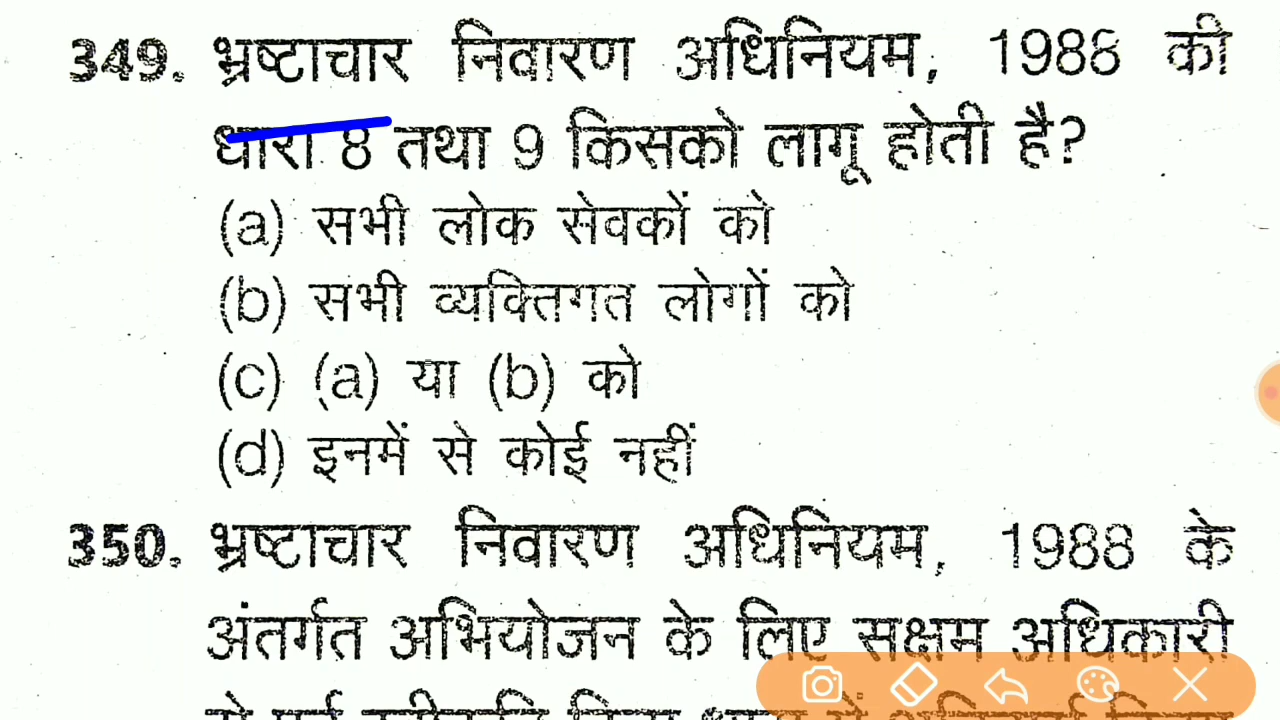 349. भ्रष्टाचार निवारण अधिनियम, 1988 की
धारा 8 तथा 9 किसको लागू होती है?
(a) सभी लोक सेवकों को
(b) सभी व्यक्तिगत लोगों को
(c) (a) या (b) को
(d) इनमें से कोई नहीं
350. भ्रष्टाचार निवारण अधिनियम, 1988 के
अंतर्गत अभियोजन के लिए सक्षम अधिकारी